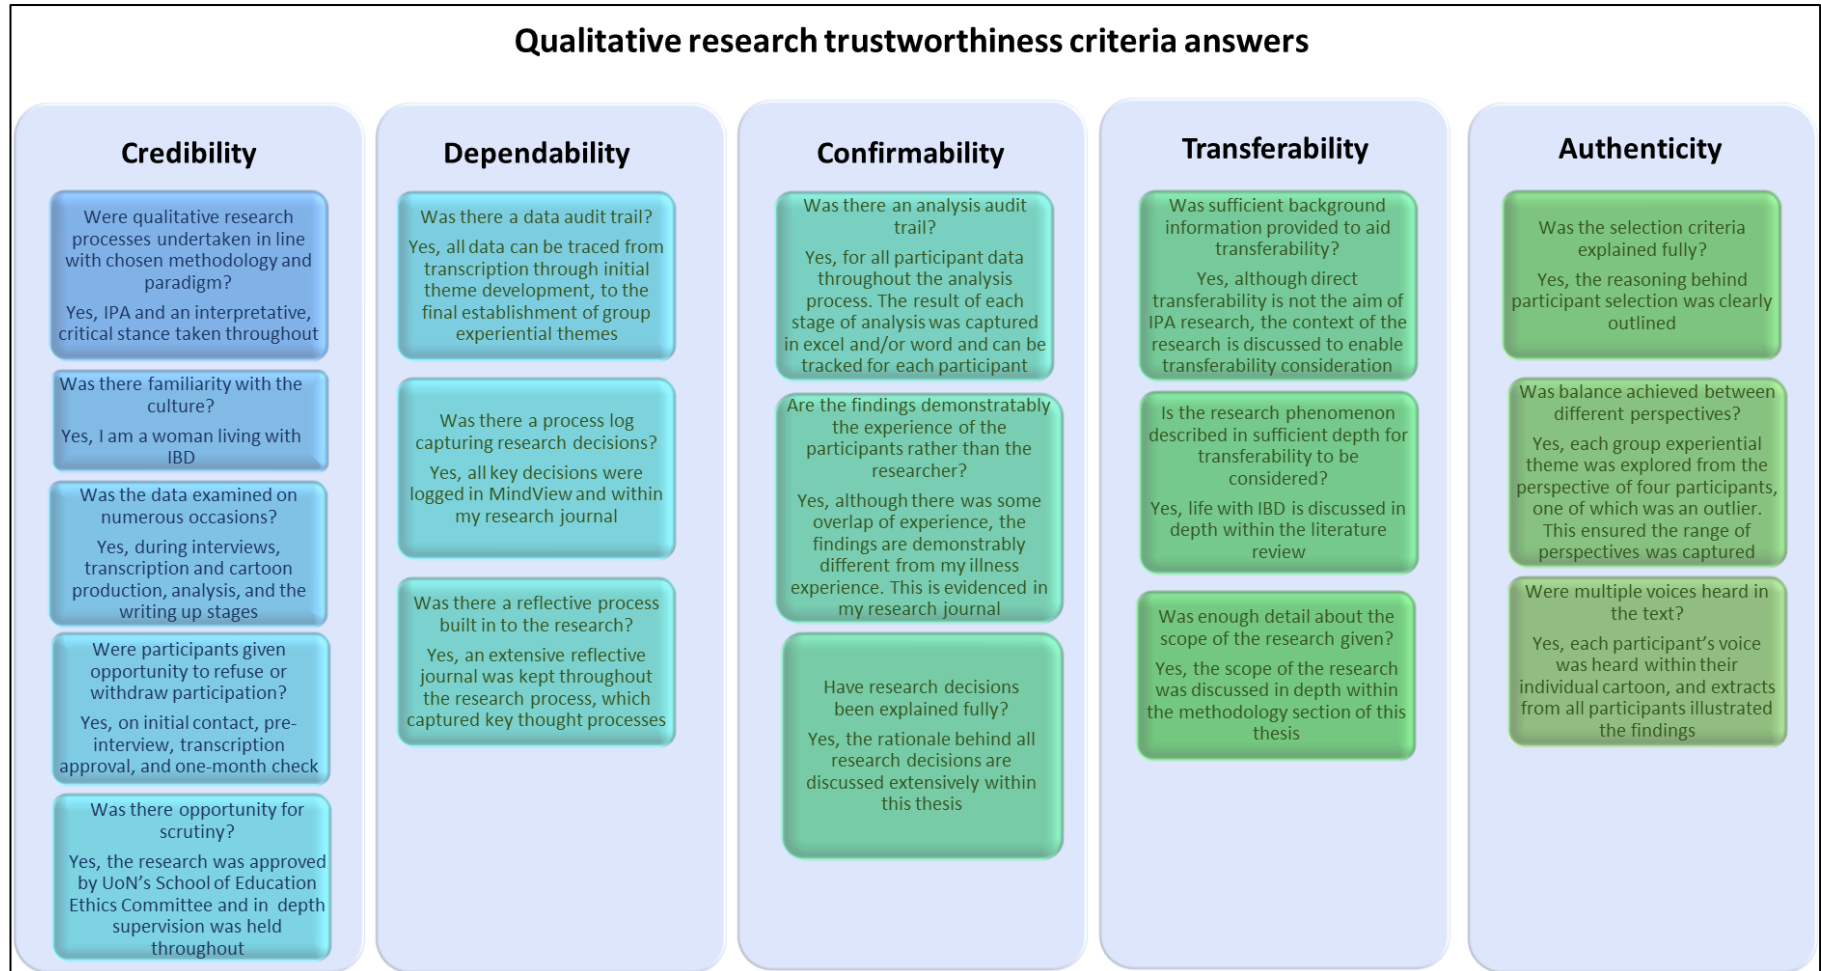 Qualitative research trustworthiness criteria answers
Credibility
Were qualitative research
processes undertaken in line
with chosen methodology and
paradigm?
Yes, IPA and an interpretative,
critical stance taken throughout
Was there familiarity with the
culture?
Yes, I am a woman living with
IBD
Was the data examined on
numerous occasions?
Yes, during interviews,
transcription and cartoon
production, analysis, and the
writing up stages
Were participants given
opportunity to refuse or
withdraw participation?
Yes, on initial contact, pre-
interview, transcription
approval, and one-month check
Was there opportunity for
scrutiny?
Yes, the research was approved
by UoN's School of Education
Ethics Committee and in depth
supervision was held
throughout
Dependability
Was there a data audit trail?
Yes, all data can be traced from
transcription through initial
theme development, to the
final establishment of group
experiential themes
Was there a process log
capturing research decisions?
Yes, all key decisions were
logged in MindView and within
my research journal
Was there a reflective process
built in to the research?
Yes, an extensive reflective
journal was kept throughout
the research process, which
captured key thought processes
Confirmability
Was there an analysis audit
trail?
Yes, for all participant data
throughout the analysis
process. The result of each
stage of analysis was captured
in excel and/or word and can be
tracked for each participant
Are the findings demonstratably
the experience of the
participants rather than the
researcher?
Yes, although there was some
overlap of experience, the
findings are demonstrably
different from my illness
experience. This is evidenced in
my research journal
Have research decisions
been explained fully?
Yes, the rationale behind all
research decisions are
discussed extensively within
this thesis
Transferability
Was sufficient background
information provided to aid
transferability?
Yes, although direct
transferability is not the aim of
IPA research, the context of the
research is discussed to enable
transferability consideration
Is the research phenomenon
described in sufficient depth for
transferability to be
considered?
Yes, life with IBD is discussed in
depth within the literature
review
Was enough detail about the
scope of the research given?
Yes, the scope of the research
was discussed in depth within
the methodology section of this
thesis
Authenticity
Was the selection criteria
explained fully?
Yes, the reasoning behind
participant selection was clearly
outlined
Was balance achieved between
different perspectives?
Yes, each group experiential
theme was explored from the
perspective of four participants,
one of which was an outlier.
This ensured the range of
perspectives was captured
Were multiple voices heard in
the text?
Yes, each participant's voice
was heard within their
individual cartoon, and extracts
from all participants illustrated
the findings